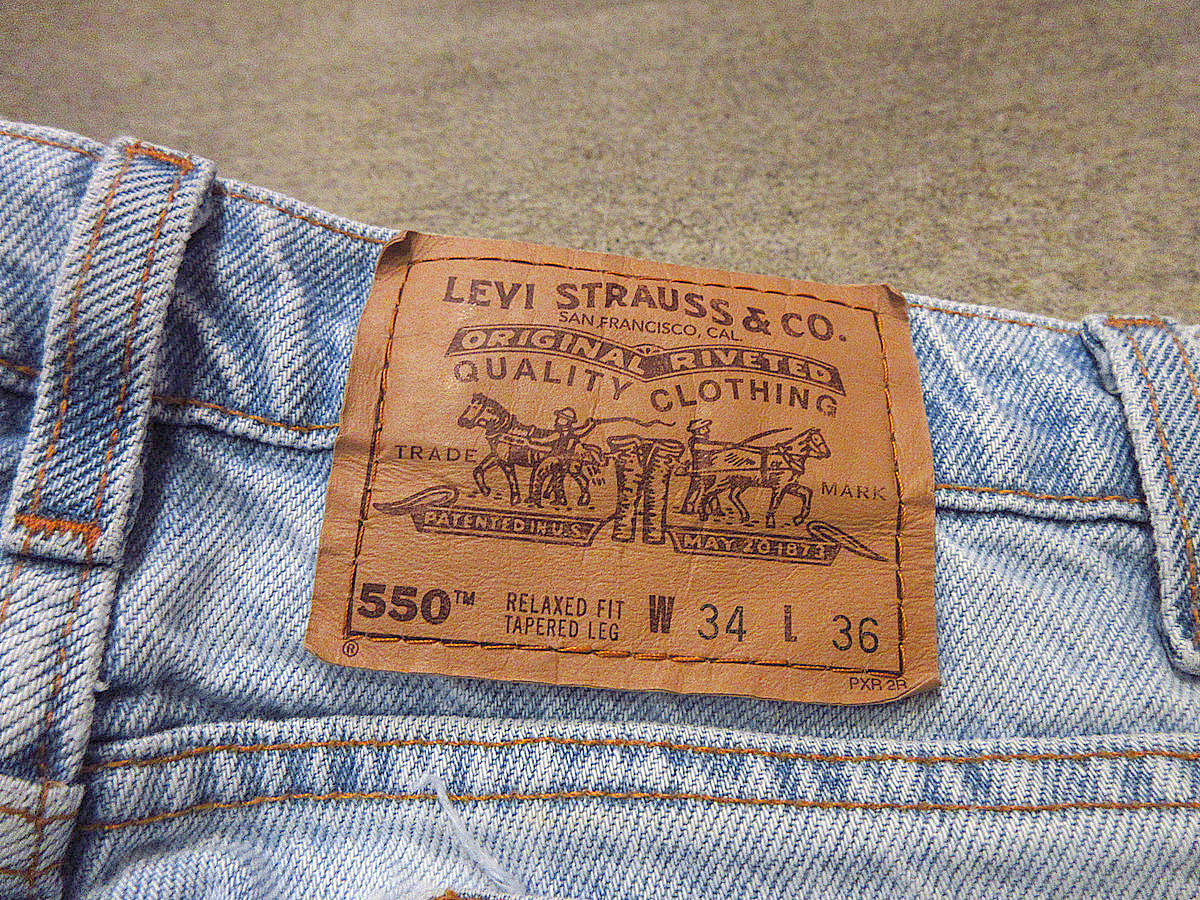 LEVI STRAUSS & CO.
SAN FRANCISCO, CAL
ORIGINAL RIVETED
QUALITY CLOTHING
TRADE MARK
PATENTED IN U.S. MAY 20 1873
550™ RELAXED FIT W 34 L 36
TAPERED LEG
®
PXR 2R